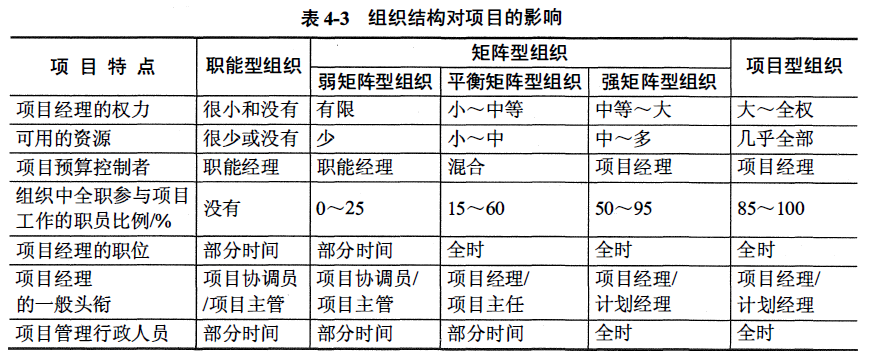 表 4-3 组织结构对项目的影响
项 目 特 点 职能型组织 矩阵型组织 项目型组织
弱矩阵型组织 平衡矩阵型组织 强矩阵型组织
项目经理的权力 很小和没有 有限 小～中等 中等～大 大～全权
可用的资源 很少或没有 少 小～中 中～多 几乎全部
项目预算控制者 职能经理 职能经理 混合 项目经理 项目经理
组织中全职参与项目
工作的职员比例/% 没有 0～25 15～60 50～95 85～100
项目经理的职位 部分时间 部分时间 全时 全时 全时
项目经理 项目协调员 项目协调员/ 项目经理/ 项目经理/ 项目经理/
的一般头衔 /项目主管 项目主管 项目主任 计划经理 计划经理
项目管理行政人员 部分时间 部分时间 部分时间 全时 全时